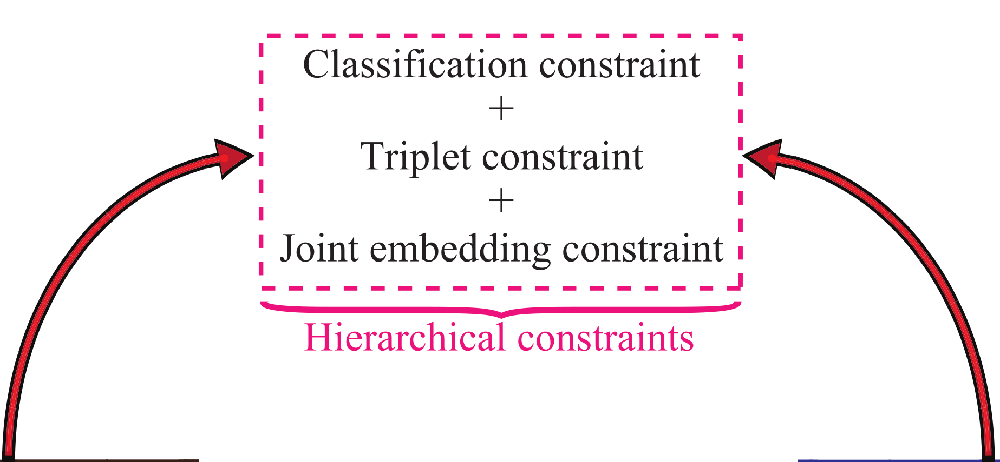 Classification constraint
+
Triplet constraint
+
Joint embedding constraint
Hierarchical constraints